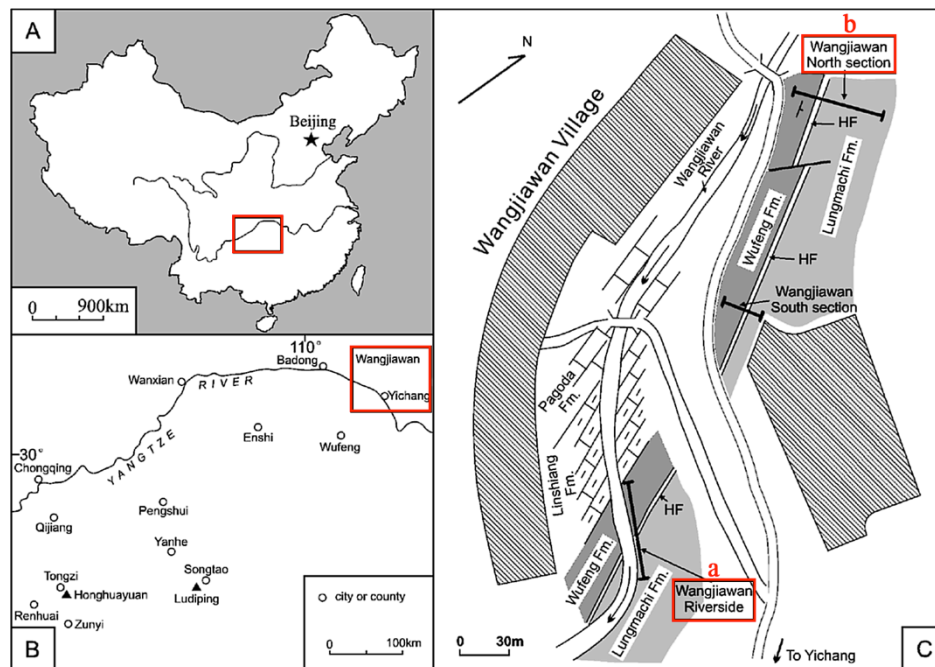 A
Beijing
0 900km
110°
Badong
Wangjiawan
Wanxian
RIVER
Yichang
YANGTZE
Enshi
Wufeng
30°
Chongqing
Pengshui
Qijiang
Yanhe
Songtao
Tongzi
Honghuayuan
Ludiping
Renhuai
Zunyi
city or county
0 100km
B
N
b
Wangjiawan
North section
HF
Wangjiawan Village
Wangjiawan
River
Wufeng Fm.
Lungmachi Fm.
HF
Wangjiawan
South section
Pagoda
Fm.
Linshiang Fm.
HF
Wufeng Fm.
Lungmachi Fm.
a
Wangjiawan
Riverside
0 30m
To Yichang
C